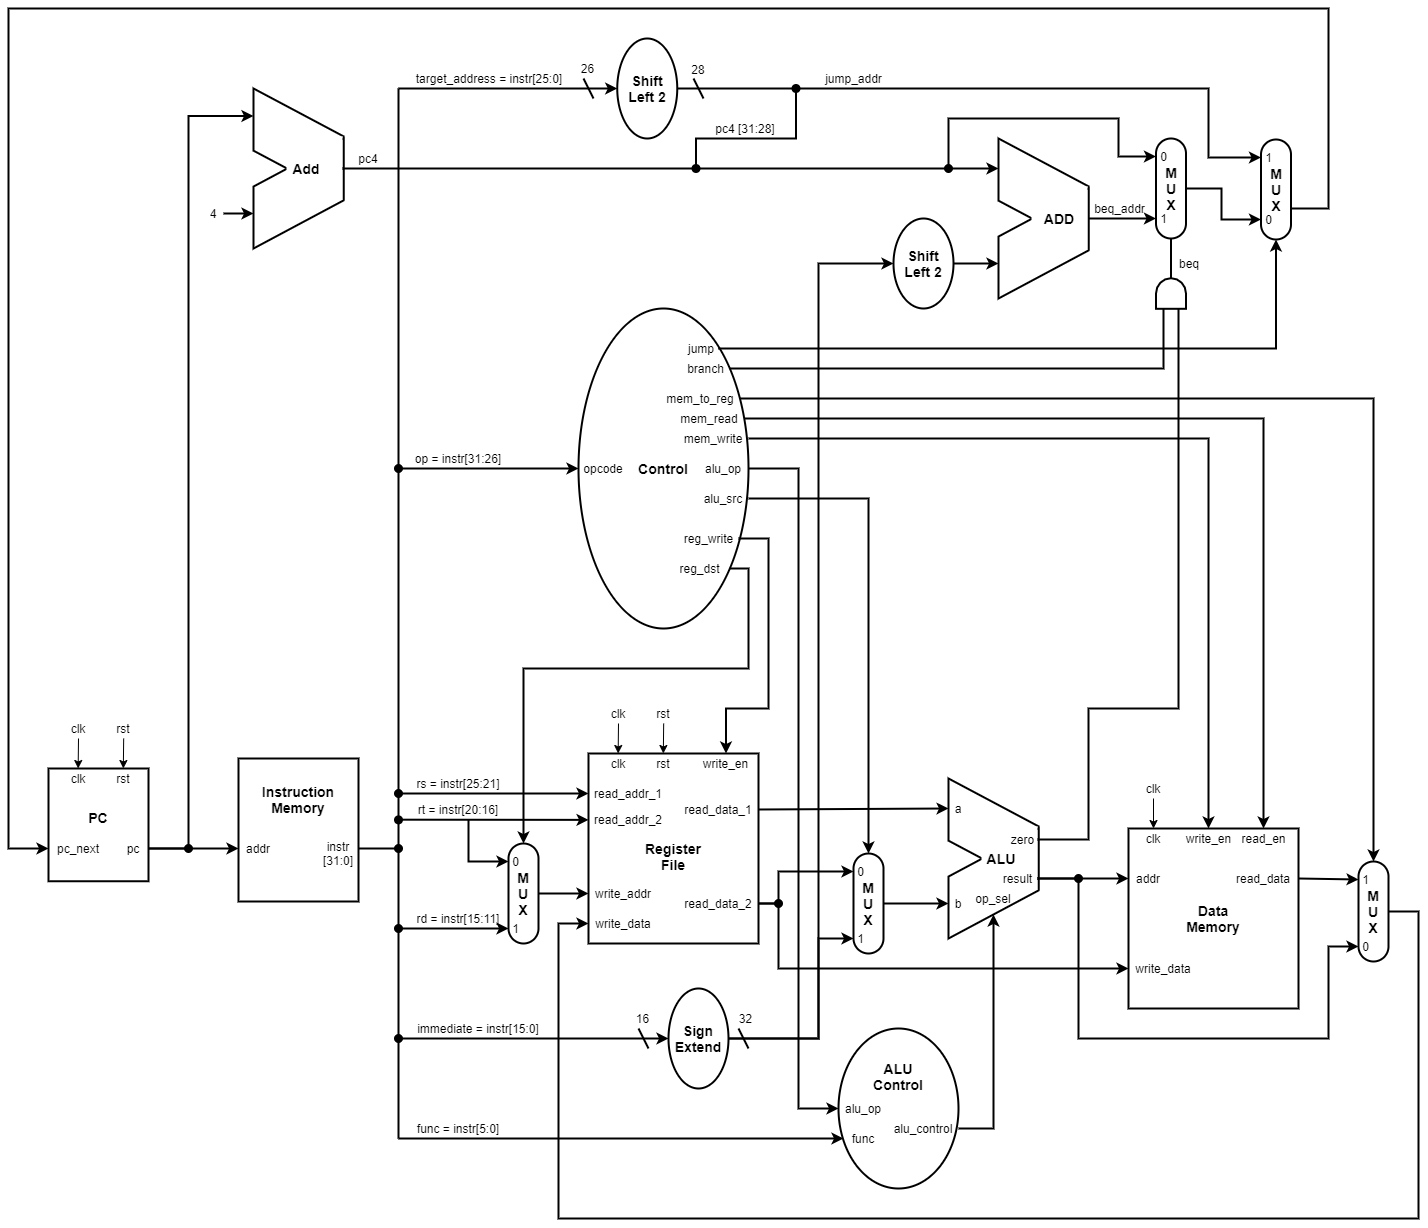 target_address = instr[25:0]
26
Shift
Left 2
28
jump_addr
pc4 [31:28]
Add
pc4
4
ADD
beq_addr
0
M
U
X
1
1
M
U
X
0
Shift
Left 2
beq
jump
branch
mem_to_reg
mem_read
mem_write
op = instr[31:26]
opcode
Control
alu_op
alu_src
reg_write
reg_dst
clk
rst
clk
rst
PC
pc_next
pc
Instruction
Memory
addr
instr
[31:0]
rs = instr[25:21]
rt = instr[20:16]
rd = instr[15:11]
0
M
U
X
1
clk
rst
clk
rst
write_en
read_addr_1
read_addr_2
read_data_1
Register
File
write_addr
write_data
read_data_2
0
M
U
X
1
a
zero
ALU
result
op_sel
b
clk
clk
write_en
read_en
addr
read_data
Data
Memory
write_data
1
M
U
X
0
immediate = instr[15:0]
16
Sign
Extend
32
ALU
Control
alu_op
alu_control
func
func = instr[5:0]